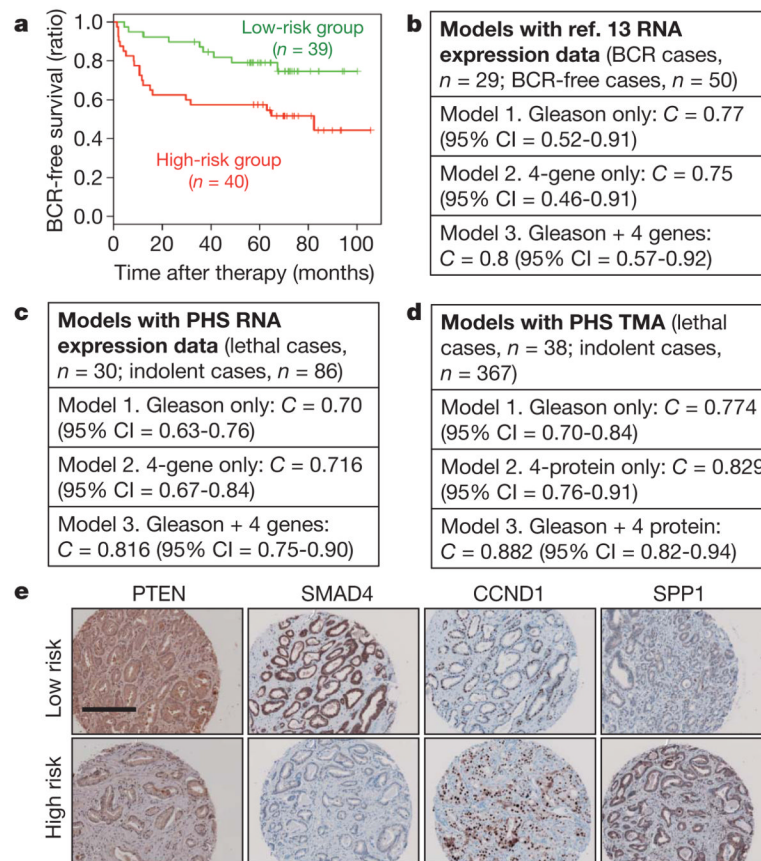 a
BCR-free survival (ratio)
1.0
0.8
0.6
0.4
0.2
0.0
Low-risk group
(n = 39)
High-risk group
(n = 40)
0 20 40 60 80 100
Time after therapy (months)
b
Models with ref. 13 RNA
expression data (BCR cases,
n = 29; BCR-free cases, n = 50)
Model 1. Gleason only: C = 0.77
(95% CI = 0.52-0.91)
Model 2. 4-gene only: C = 0.75
(95% CI = 0.46-0.91)
Model 3. Gleason + 4 genes:
C = 0.8 (95% CI = 0.57-0.92)
c
Models with PHS RNA
expression data (lethal cases,
n = 30; indolent cases, n = 86)
Model 1. Gleason only: C = 0.70
(95% CI = 0.63-0.76)
Model 2. 4-gene only: C = 0.716
(95% CI = 0.67-0.84)
Model 3. Gleason + 4 genes:
C = 0.816 (95% CI = 0.75-0.90)
d
Models with PHS TMA (lethal
cases, n = 38; indolent cases,
n = 367)
Model 1. Gleason only: C = 0.774
(95% CI = 0.70-0.84)
Model 2. 4-protein only: C = 0.829
(95% CI = 0.76-0.91)
Model 3. Gleason + 4 protein:
C = 0.882 (95% CI = 0.82-0.94)
e
PTEN SMAD4 CCND1 SPP1
Low risk
High risk